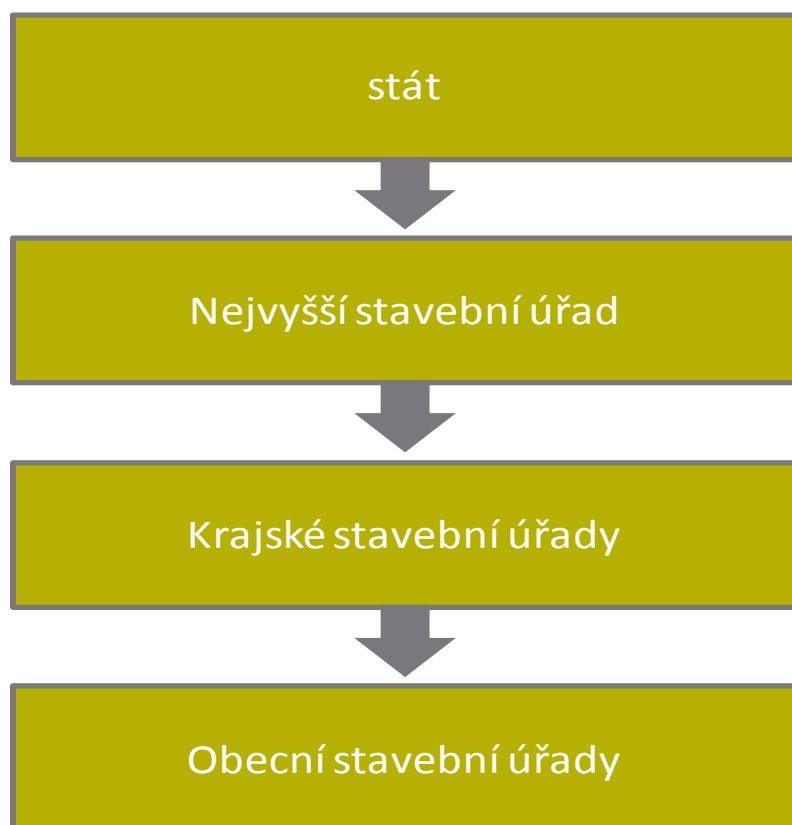 stát
Nejvyšší stavební úřad
Krajské stavební úřady
Obecní stavební úřady